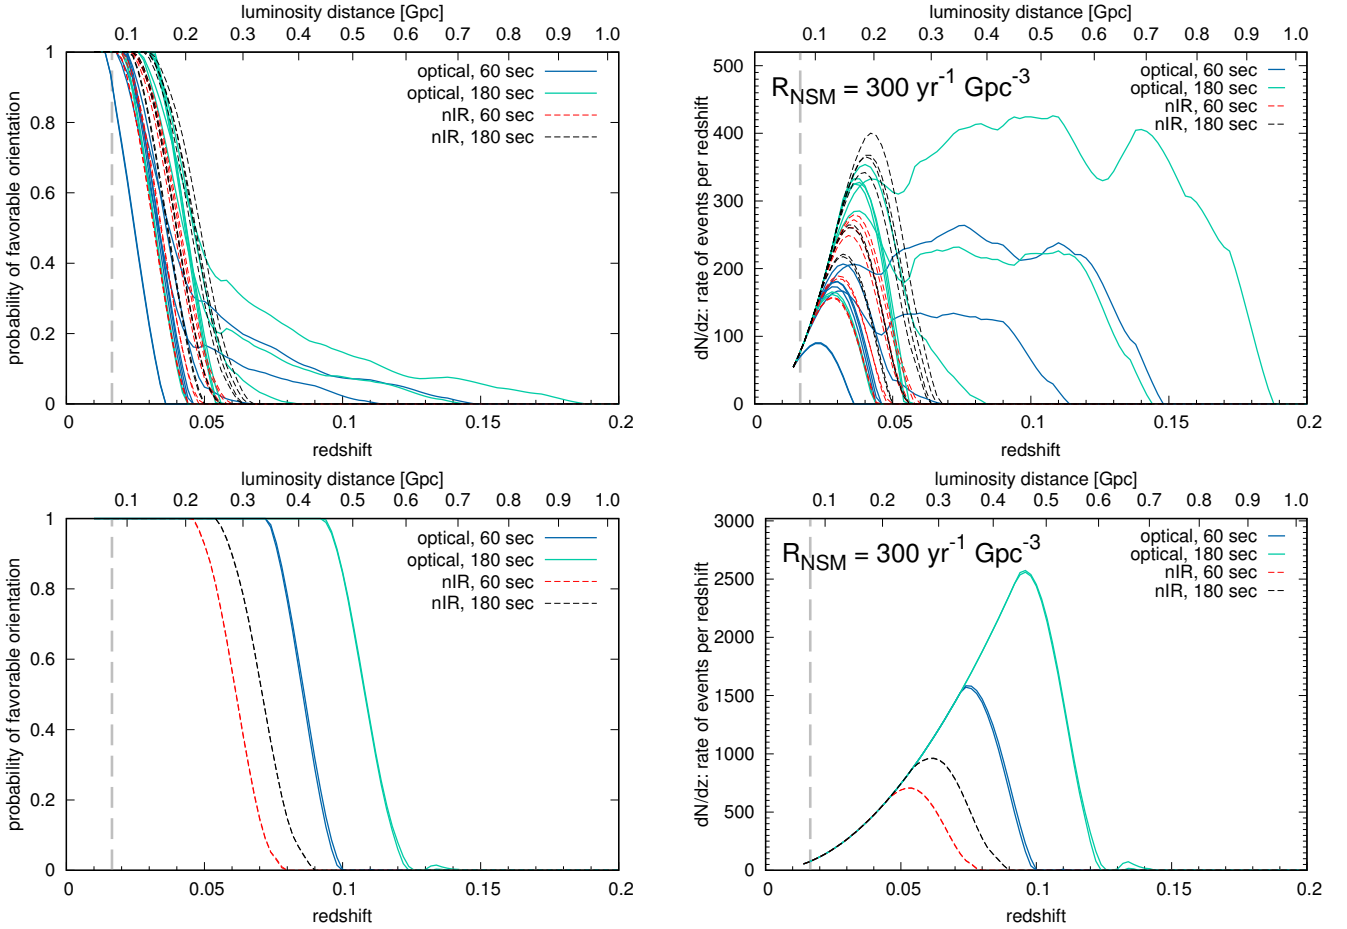 luminosity distance [Gpc]
0.1 0.2 0.3 0.4 0.5 0.6 0.7 0.8 0.9 1.0
probability of favorable orientation
1
0.8
0.6
0.4
0.2
0
optical, 60 sec
optical, 180 sec
nIR, 60 sec
nIR, 180 sec
0 0.05 0.1 0.15 0.2
redshift
luminosity distance [Gpc]
0.1 0.2 0.3 0.4 0.5 0.6 0.7 0.8 0.9 1.0
dN/dz: rate of events per redshift
500
400
300
200
100
0
R_NSM = 300 yr^-1 Gpc^-3
optical, 60 sec
optical, 180 sec
nIR, 60 sec
nIR, 180 sec
0 0.05 0.1 0.15 0.2
redshift
luminosity distance [Gpc]
0.1 0.2 0.3 0.4 0.5 0.6 0.7 0.8 0.9 1.0
probability of favorable orientation
1
0.8
0.6
0.4
0.2
0
optical, 60 sec
optical, 180 sec
nIR, 60 sec
nIR, 180 sec
0 0.05 0.1 0.15 0.2
redshift
luminosity distance [Gpc]
0.1 0.2 0.3 0.4 0.5 0.6 0.7 0.8 0.9 1.0
dN/dz: rate of events per redshift
3000
2500
2000
1500
1000
500
0
R_NSM = 300 yr^-1 Gpc^-3
optical, 60 sec
optical, 180 sec
nIR, 60 sec
nIR, 180 sec
0 0.05 0.1 0.15 0.2
redshift